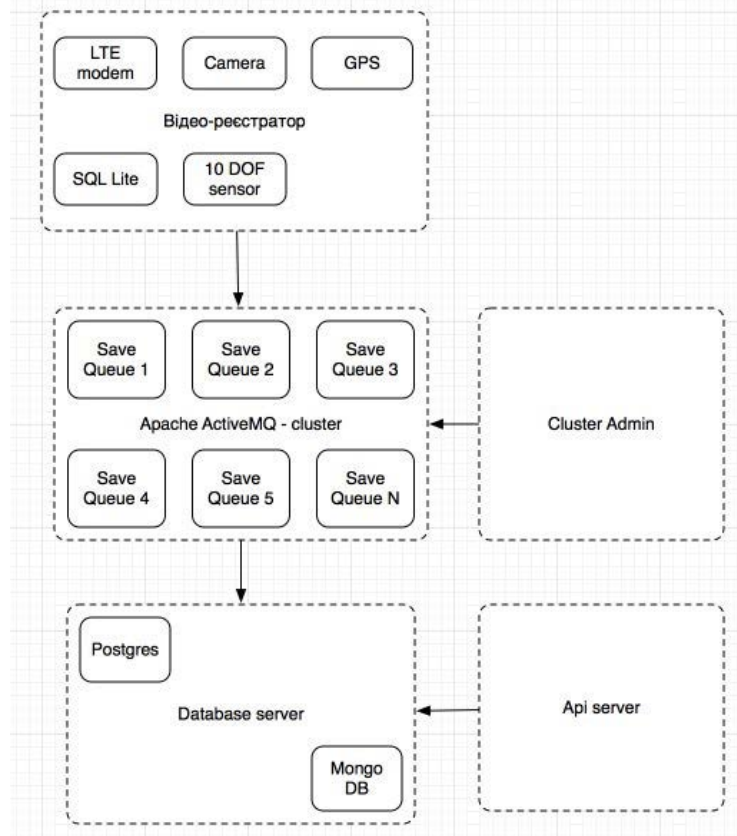 LTE
modem
Camera
GPS
Відео-реєстратор
SQL Lite
10 DOF
sensor
Save
Queue 1
Save
Queue 2
Save
Queue 3
Apache ActiveMQ - cluster
Cluster Admin
Save
Queue 4
Save
Queue 5
Save
Queue N
Postgres
Database server
Api server
Mongo
DB